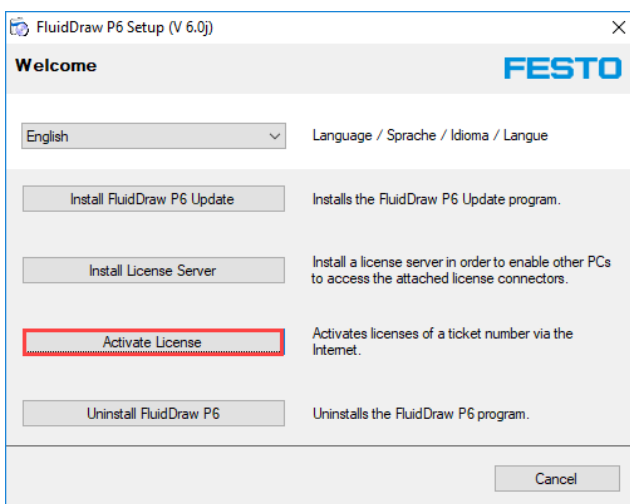 FluidDraw P6 Setup (V 6.0j)
Welcome
FESTO
English
Language / Sprache / Idioma / Langue
Install FluidDraw P6 Update
Installs the FluidDraw P6 Update program.
Install License Server
Install a license server in order to enable other PCs
to access the attached license connectors.
Activate License
Activates licenses of a ticket number via the
Internet.
Uninstall FluidDraw P6
Uninstalls the FluidDraw P6 program.
Cancel